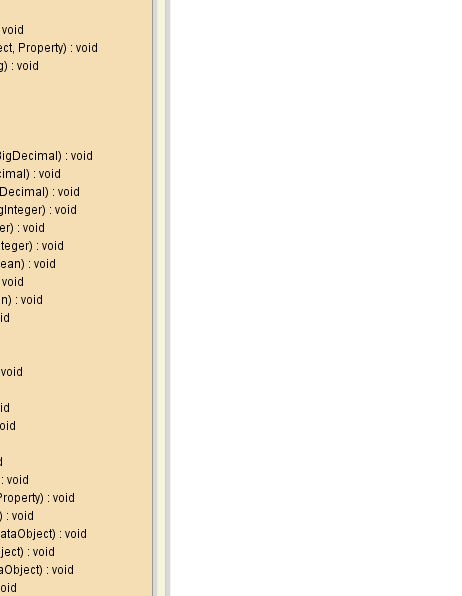 void
ect, Property) : void
g) : void
BigDecimal) : void
cimal) : void
Decimal) : void
gInteger) : void
er) : void
teger) : void
ean) : void
void
n) : void
id
void
id
oid
d
: void
Property) : void
) : void
ataObject) : void
ject) : void
aObject) : void
oid